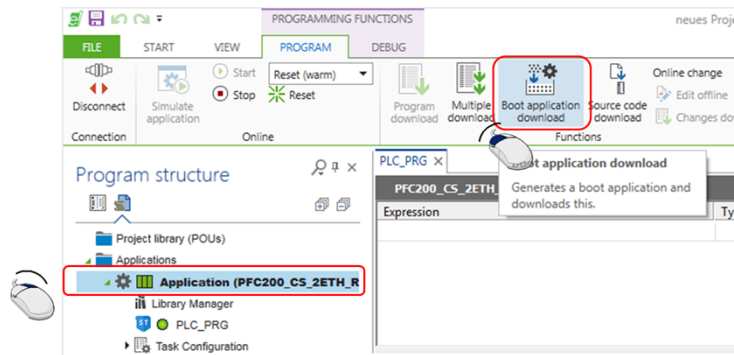 PROGRAMMING FUNCTIONS
neues Proj
FILE START VIEW PROGRAM DEBUG
Disconnect
Connection
Simulate
application
Start
Stop
Reset (warm)
Reset
Online
Program
download
Multiple
download
Boot application
download
Source code
download
Functions
Online change
Edit offline
Changes do
Program structure
Project library (POUs)
Applications
Application (PFC200_CS_2ETH_R
Library Manager
PLC_PRG
Task Configuration
PLC_PRG
PFC200_CS_2ETH_
Expression
Ty
Boot application download
Generates a boot application and
downloads this.